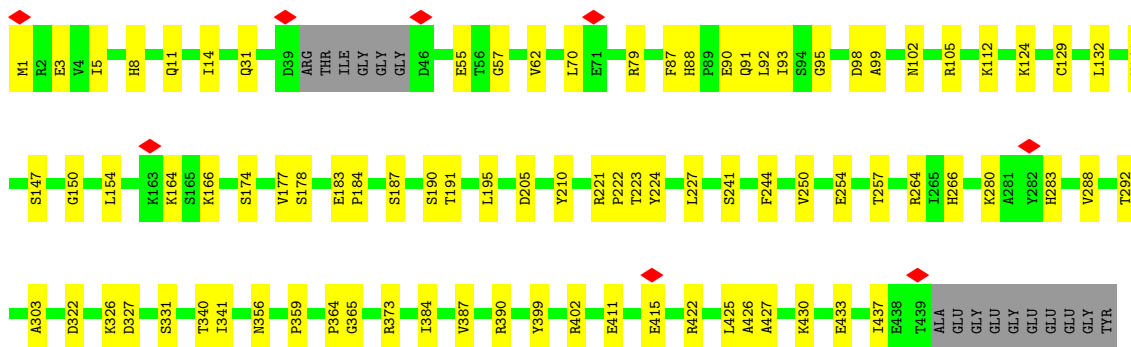 M1 R2 E3 V4 I5 H8 Q11 I14 Q31 D39 ARG THR ILE GLY GLY GLY D46 E55 T56 G57 V62 L70 E71 R79 F87 H88 P89 E90 Q91 L92 I93 S94 G95 D98 A99 N102 R105 K112 K124 C129 L132
S147 G150 L154 K163 K164 S165 K166 S174 V177 S178 E183 P184 S187 S190 T191 L195 D205 Y210 R221 P222 T223 Y224 L227 S241 F244 V250 E254 T257 R264 I265 H266 K280 A281 Y282 H283 V288 T292
A303 D322 K326 D327 S331 T340 I341 N356 P359 P364 G365 R373 I384 V387 R390 Y399 R402 E411 E415 R422 L425 A426 A427 K430 E433 I437 E438 T439 ALA GLU GLY GLU GLY GLU GLU GLU GLY TYR